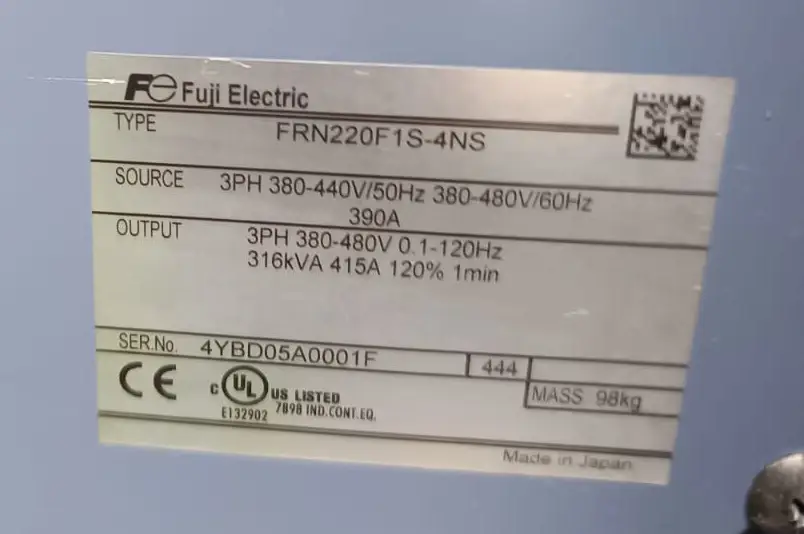 Fuji Electric
TYPE FRN220F1S-4NS
SOURCE 3PH 380-440V/50Hz 380-480V/60Hz
390A
OUTPUT 3PH 380-480V 0.1-120Hz
316kVA 415A 120% 1min
SER.No. 4YBD05A0001F 444
MASS 98kg
CE C UL US LISTED
E132902 7898 IND.CONT.EQ.
Made in Japan